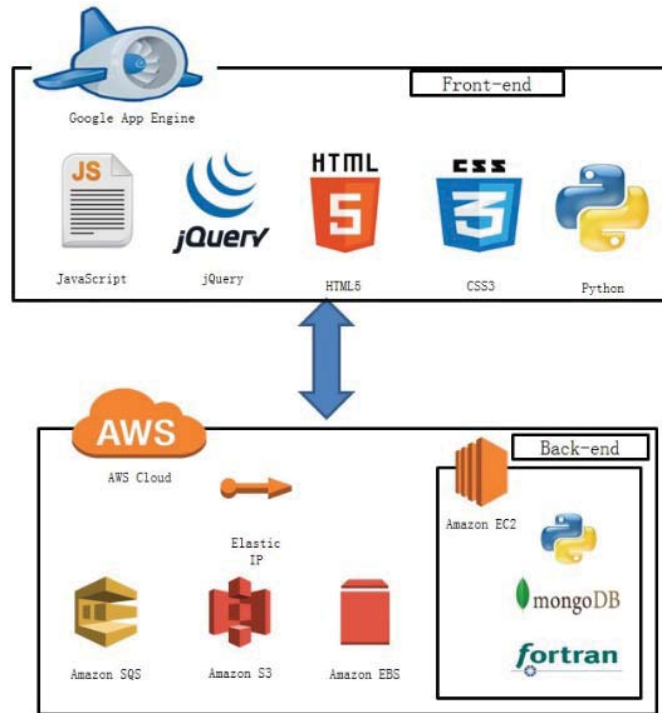 Front-end
Google App Engine
JS
jQuery
HTML
5
CSS
3
JavaScript
jQuery
HTML5
CSS3
Python
AWS
Back-end
AWS Cloud
Amazon EC2
Elastic
IP
mongoDB
fortran
Amazon SQS
Amazon S3
Amazon EBS